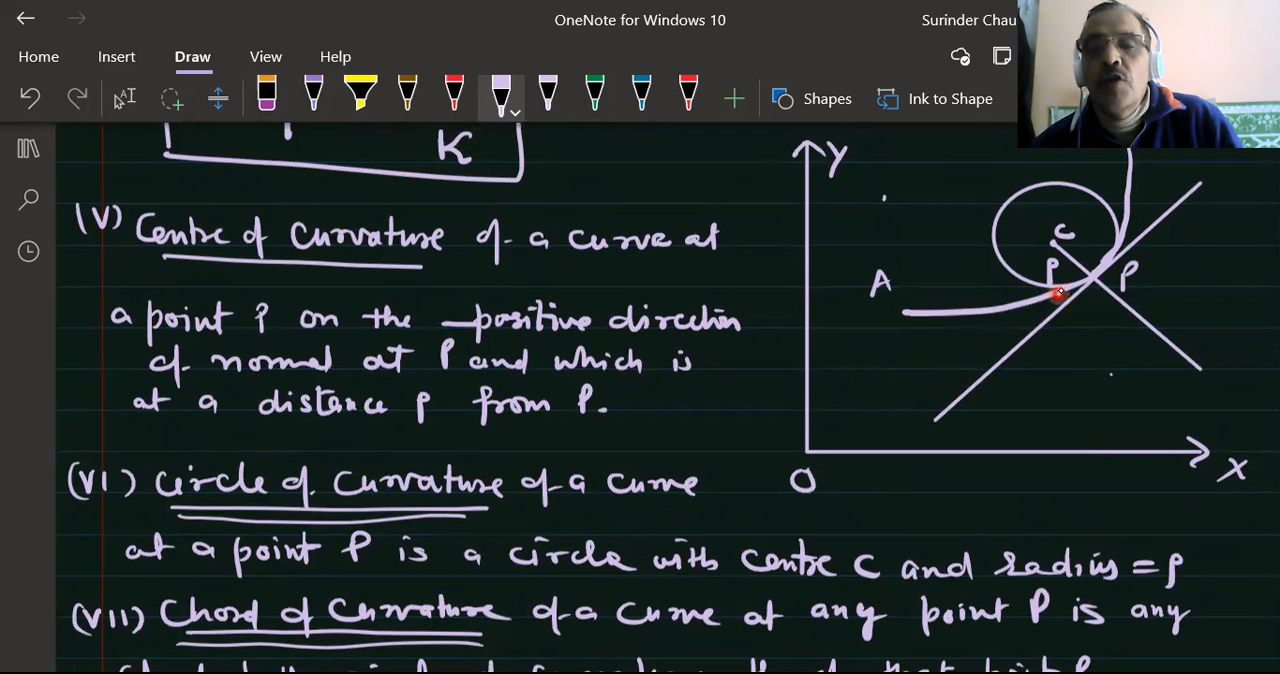 OneNote for Windows 10
Surinder Chau
Home Insert Draw View Help
Shapes
Ink to Shape
K
(V) Centre of Curvature of a curve at
a point P on the positive direction
of normal at P and which is
at a distance ρ from P.
Y
C
ρ
P
A
O
X
(VI) Circle of Curvature of a curve
at a point P is a circle with centre C and radius = ρ
(VII) Chord of Curvature of a curve at any point P is any